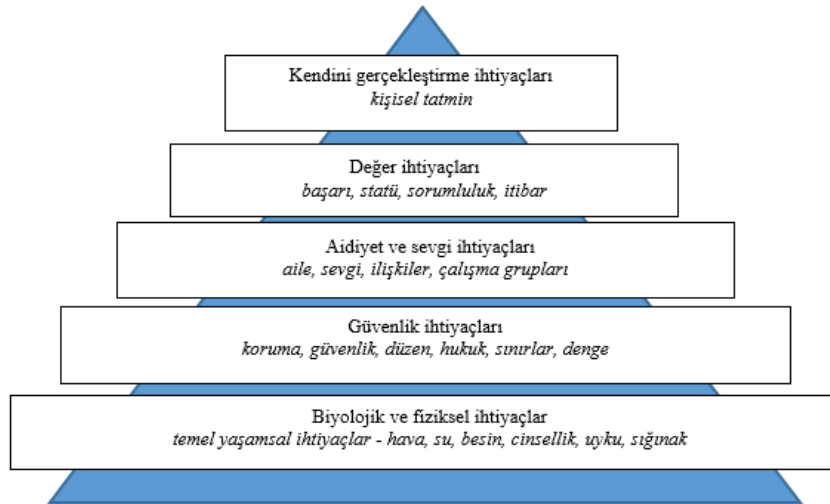 Kendini gerçekleştirme ihtiyaçları
kişisel tatmin
Değer ihtiyaçları
başarı, statü, sorumluluk, itibar
Aidiyet ve sevgi ihtiyaçları
aile, sevgi, ilişkiler, çalışma grupları
Güvenlik ihtiyaçları
koruma, güvenlik, düzen, hukuk, sınırlar, denge
Biyolojik ve fiziksel ihtiyaçlar
temel yaşamsal ihtiyaçlar - hava, su, besin, cinsellik, uyku, sığınak